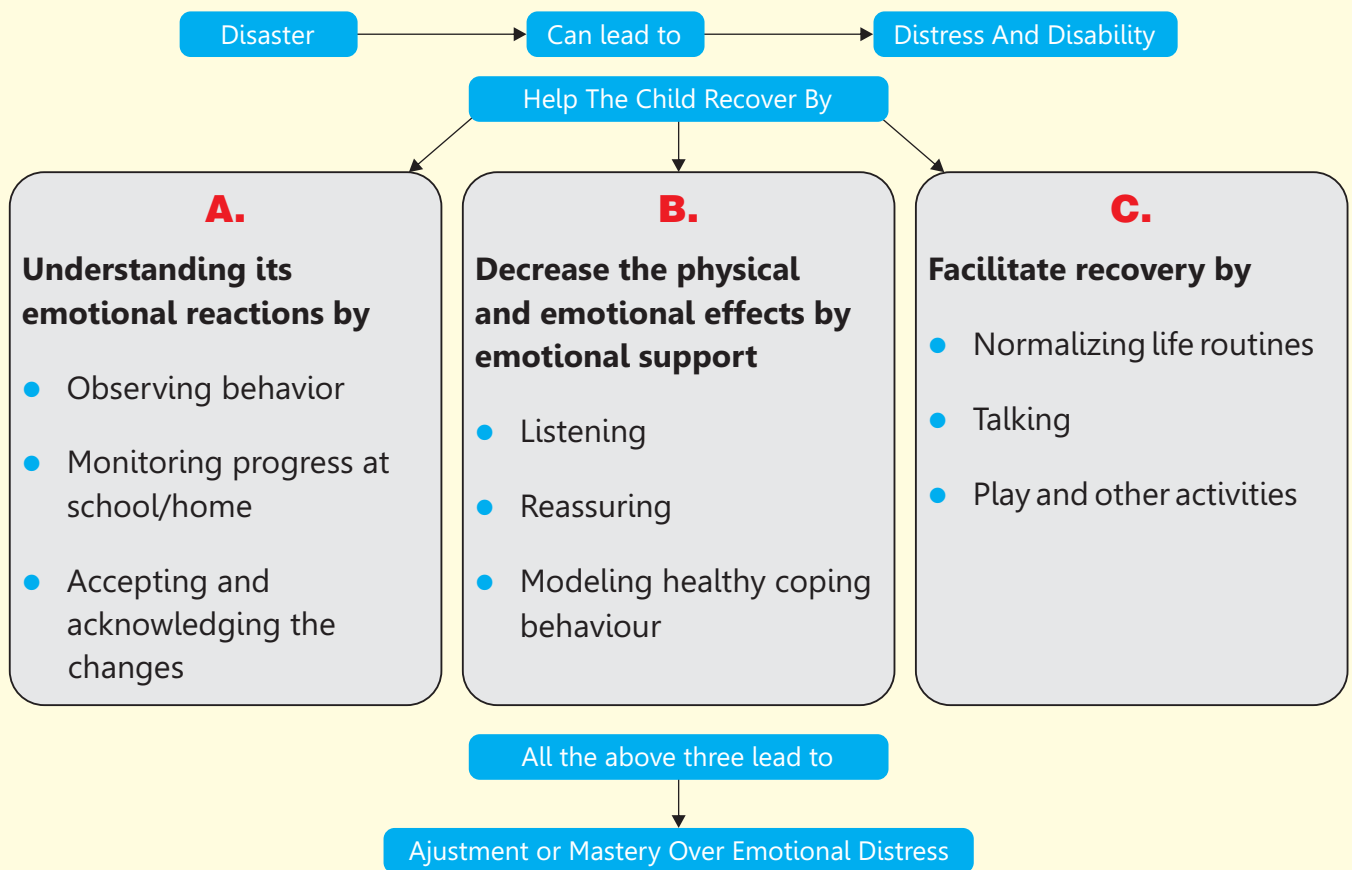 Disaster
Can lead to
Distress And Disability
Help The Child Recover By
A.
Understanding its
emotional reactions by
● Observing behavior
● Monitoring progress at
school/home
● Accepting and
acknowledging the
changes
B.
Decrease the physical
and emotional effects by
emotional support
● Listening
● Reassuring
● Modeling healthy coping
behaviour
C.
Facilitate recovery by
● Normalizing life routines
● Talking
● Play and other activities
All the above three lead to
Ajustment or Mastery Over Emotional Distress